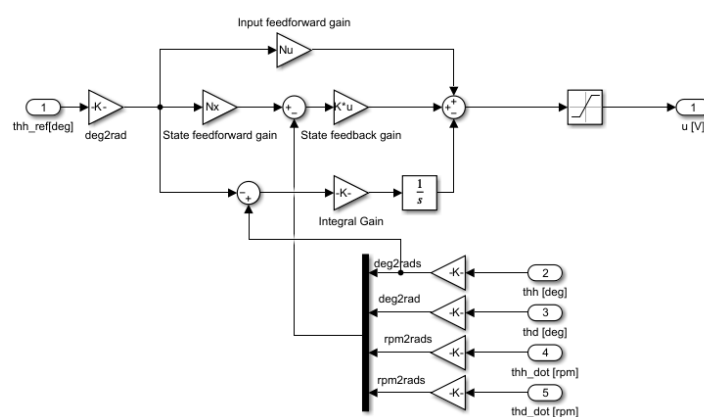 Input feedforward gain
Nu
1
thh_ref[deg]
-K-
deg2rad
Nx
State feedforward gain
K*u
State feedback gain
1
u [V]
-K-
Integral Gain
1
s
deg2rads
-K-
2
thh [deg]
deg2rad
-K-
3
thd [deg]
rpm2rads
-K-
4
thh_dot [rpm]
rpm2rads
-K-
5
thd_dot [rpm]